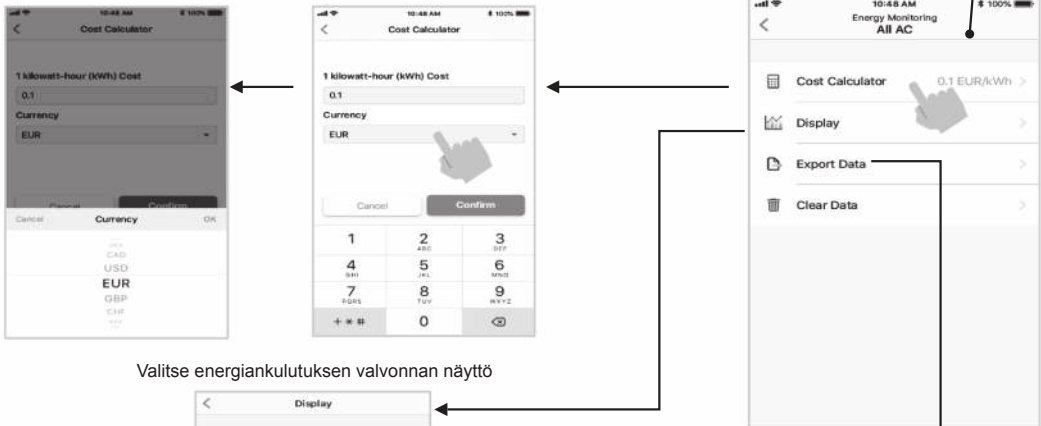 10:48 AM
100%
Cost Calculator
1 kilowatt-hour (kWh) Cost
0.1
Currency
EUR
Cancel
Confirm
Cancel
Currency
OK
CAD
USD
EUR
GBP
CHF
10:48 AM
100%
Cost Calculator
1 kilowatt-hour (kWh) Cost
0.1
Currency
EUR
Cancel
Confirm
1
2
3
ABC
DEF
4
5
6
GHI
JKL
MNO
7
8
9
PQRS
TUV
WXYZ
+ * #
0
10:48 AM
100%
Energy Monitoring
All AC
Cost Calculator
0.1 EUR/kWh
Display
Export Data
Clear Data
Valitse energiankulutuksen valvonnan näyttö
Display